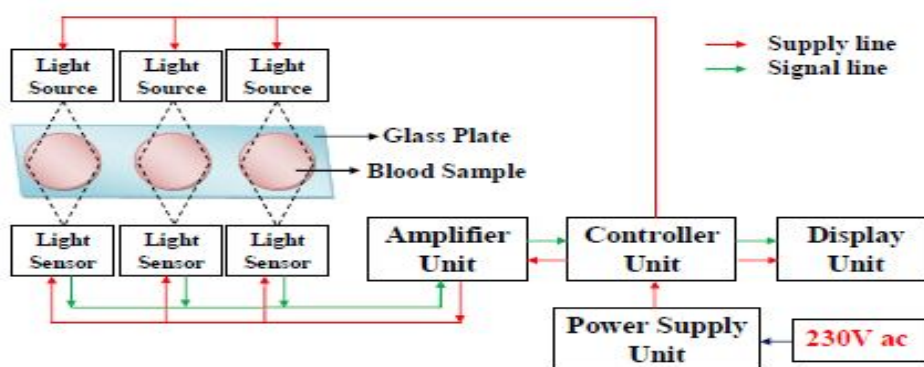 Light
Source
Light
Source
Light
Source
Supply line
Signal line
Glass Plate
Blood Sample
Light
Sensor
Light
Sensor
Light
Sensor
Amplifier
Unit
Controller
Unit
Display
Unit
Power Supply
Unit
230V ac